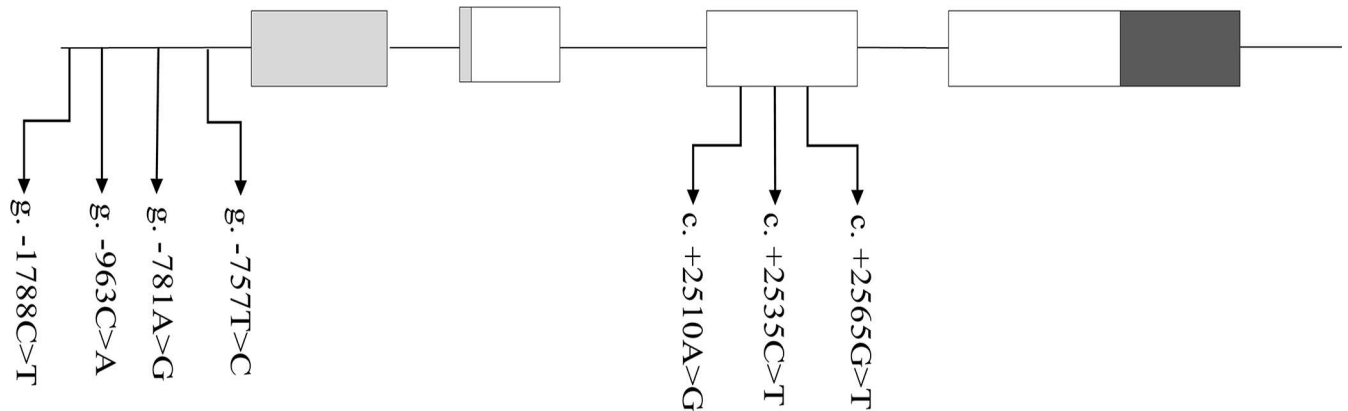 g. -1788C>T
g. -963C>A
g. -781A>G
g. -757T>C
c. +2510A>G
c. +2535C>T
c. +2565G>T